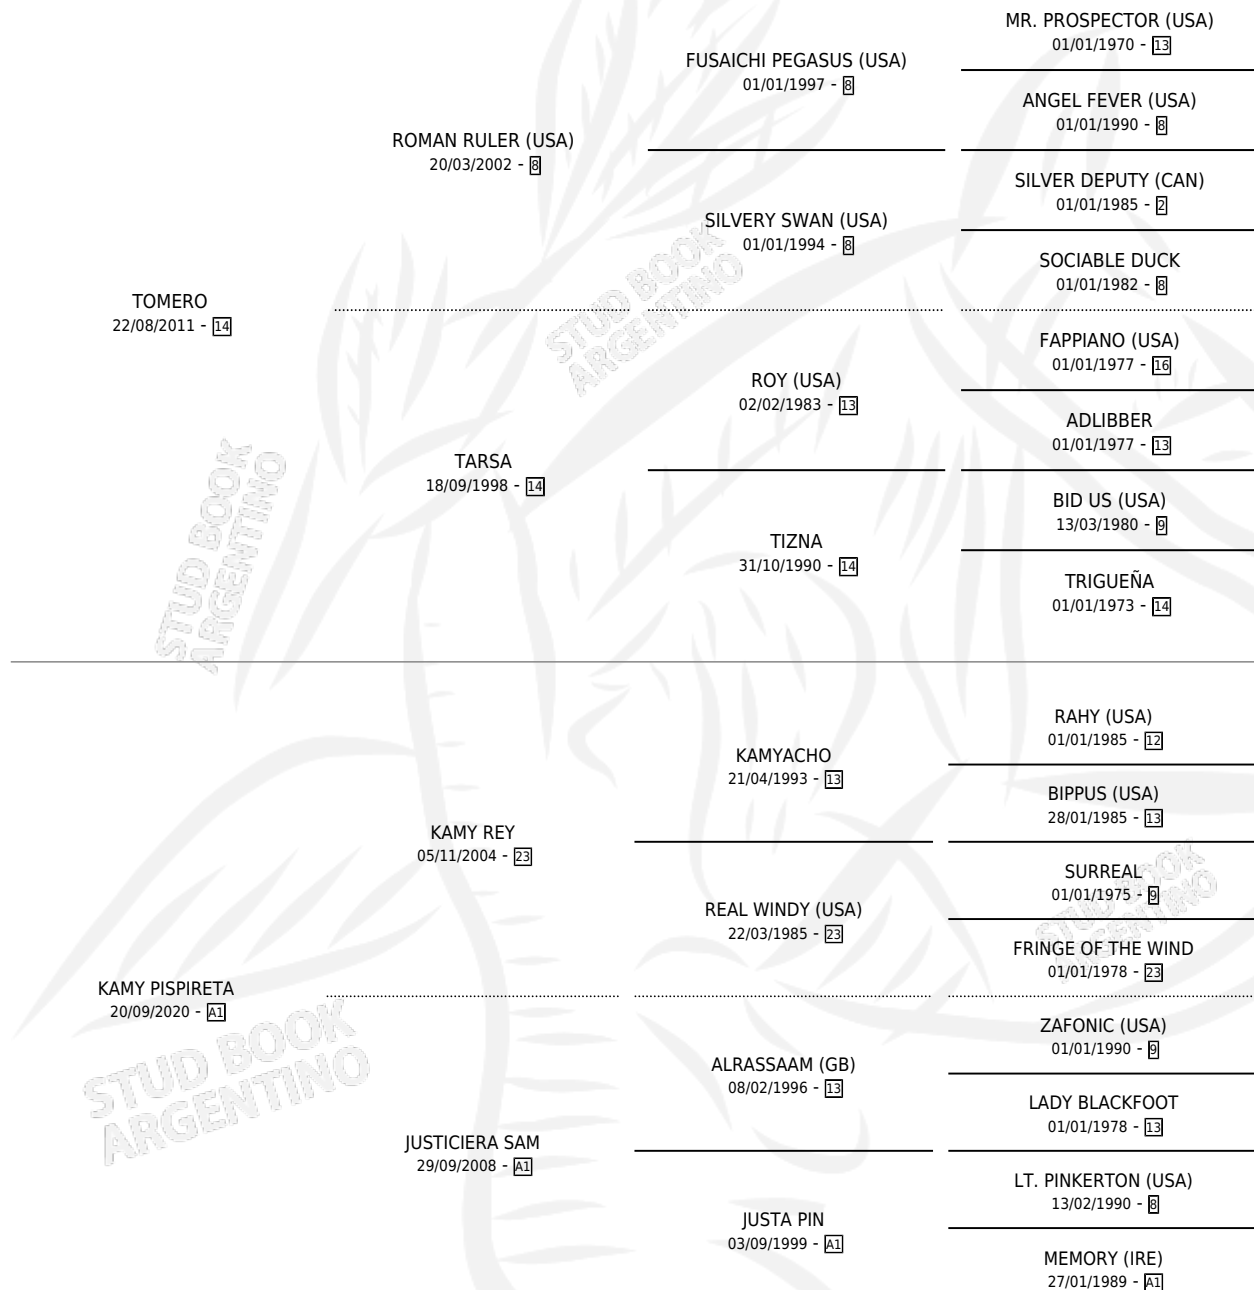 MR. PROSPECTOR (USA)
01/01/1970 - 13
FUSAICHI PEGASUS (USA)
01/01/1997 - 8
ANGEL FEVER (USA)
01/01/1990 - 8
ROMAN RULER (USA)
20/03/2002 - 8
SILVER DEPUTY (CAN)
01/01/1985 - 2
SILVERY SWAN (USA)
01/01/1994 - 8
SOCIABLE DUCK
01/01/1982 - 8
TOMERO
22/08/2011 - 14
FAPPIANO (USA)
01/01/1977 - 16
ROY (USA)
02/02/1983 - 13
ADLIBBER
01/01/1977 - 13
TARSA
18/09/1998 - 14
BID US (USA)
13/03/1980 - 9
TIZNA
31/10/1990 - 14
TRIGUEÑA
01/01/1973 - 14
RAHY (USA)
01/01/1985 - 12
KAMYACHO
21/04/1993 - 13
BIPPUS (USA)
28/01/1985 - 13
KAMY REY
05/11/2004 - 23
SURREAL
01/01/1975 - 9
REAL WINDY (USA)
22/03/1985 - 23
FRINGE OF THE WIND
01/01/1978 - 23
KAMY PISPIRETA
20/09/2020 - A1
ZAFONIC (USA)
01/01/1990 - 9
ALRASSAAM (GB)
08/02/1996 - 13
LADY BLACKFOOT
01/01/1978 - 13
JUSTICIERA SAM
29/09/2008 - A1
LT. PINKERTON (USA)
13/02/1990 - 8
JUSTA PIN
03/09/1999 - A1
MEMORY (IRE)
27/01/1989 - A1
STUD BOOK
ARGENTINO
STUD BOOK
ARGENTINO
STUD BOOK
ARGENTINO
STUD BOOK
ARGENTINO